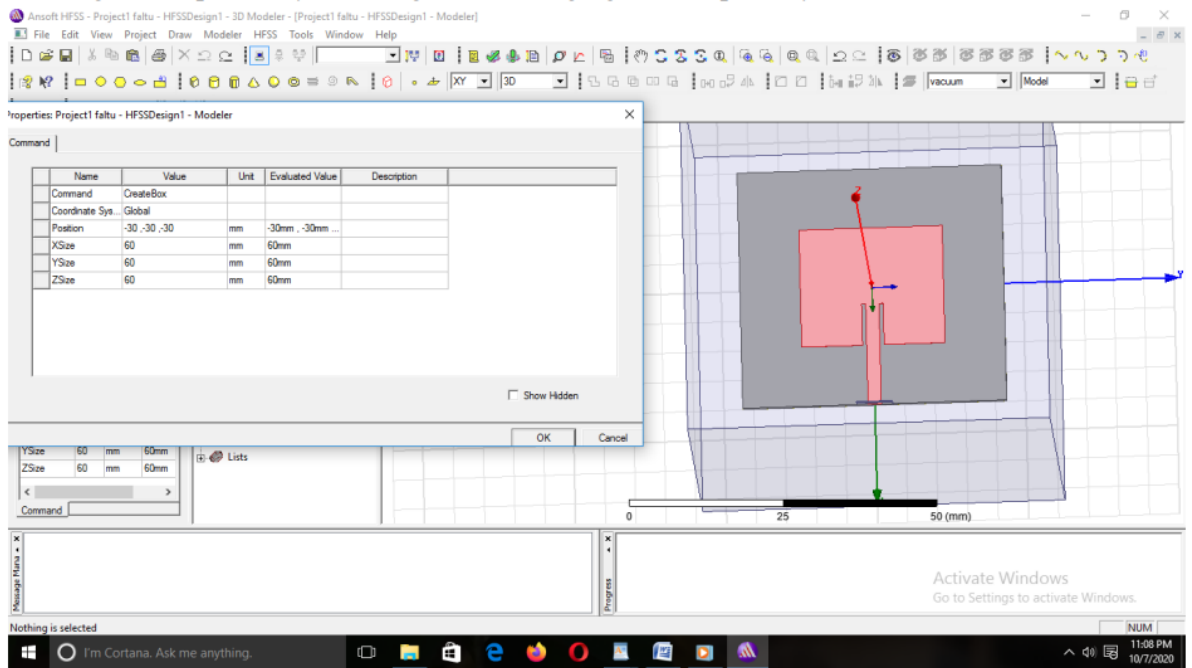 Ansoft HFSS - Project1 faltu - HFSSDesign1 - 3D Modeler - [Project1 faltu - HFSSDesign1 - Modeler]
File Edit View Project Draw Modeler HFSS Tools Window Help
XY 3D vacuum Model
Properties: Project1 faltu - HFSSDesign1 - Modeler
Command
Name Value Unit Evaluated Value Description
Command CreateBox
Coordinate Sys... Global
Position -30 ,-30 ,-30 mm -30mm , -30mm ...
XSize 60 mm 60mm
YSize 60 mm 60mm
ZSize 60 mm 60mm
Show Hidden
OK Cancel
Z
Y
YSize 60 mm 60mm
ZSize 60 mm 60mm
Lists
Command
0 25 50 (mm)
Message Mana
Progress
Activate Windows
Go to Settings to activate Windows.
Nothing is selected
NUM
I'm Cortana. Ask me anything.
11:08 PM
10/7/2020